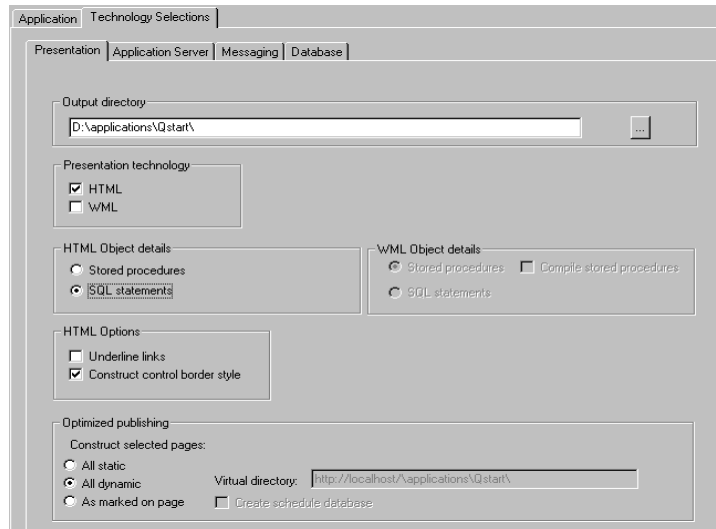 Application Technology Selections
Presentation Application Server Messaging Database
Output directory
D:\applications\Qstart\ ...
Presentation technology
HTML
WML
HTML Object details
Stored procedures
SQL statements
WML Object details
Stored procedures Compile stored procedures
SQL statements
HTML Options
Underline links
Construct control border style
Optimized publishing
Construct selected pages:
All static
All dynamic
As marked on page
Virtual directory: http://localhost/\applications\Qstart\
Create schedule database